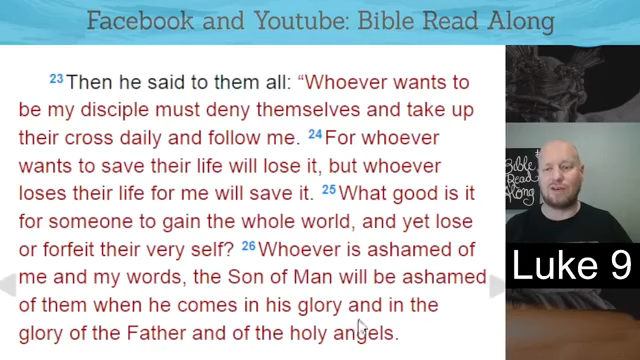 Facebook and Youtube: Bible Read Along
23 Then he said to them all: “Whoever wants to
be my disciple must deny themselves and take up
their cross daily and follow me. 24 For whoever
wants to save their life will lose it, but whoever
loses their life for me will save it. 25 What good is it
for someone to gain the whole world, and yet lose
or forfeit their very self? 26 Whoever is ashamed of
me and my words, the Son of Man will be ashamed
of them when he comes in his glory and in the
glory of the Father and of the holy angels.
Bible
Read
Along
Luke 9